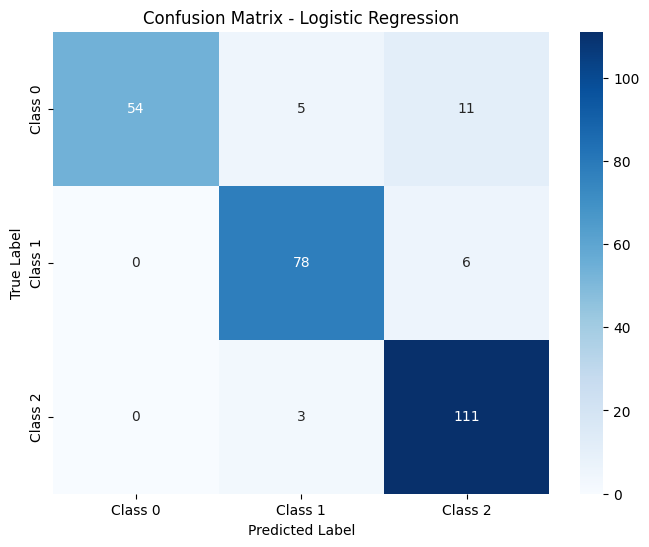 Confusion Matrix - Logistic Regression
True Label
Class 0
54 5 11
Class 1
0 78 6
Class 2
0 3 111
Class 0 Class 1 Class 2
Predicted Label
100
80
60
40
20
0